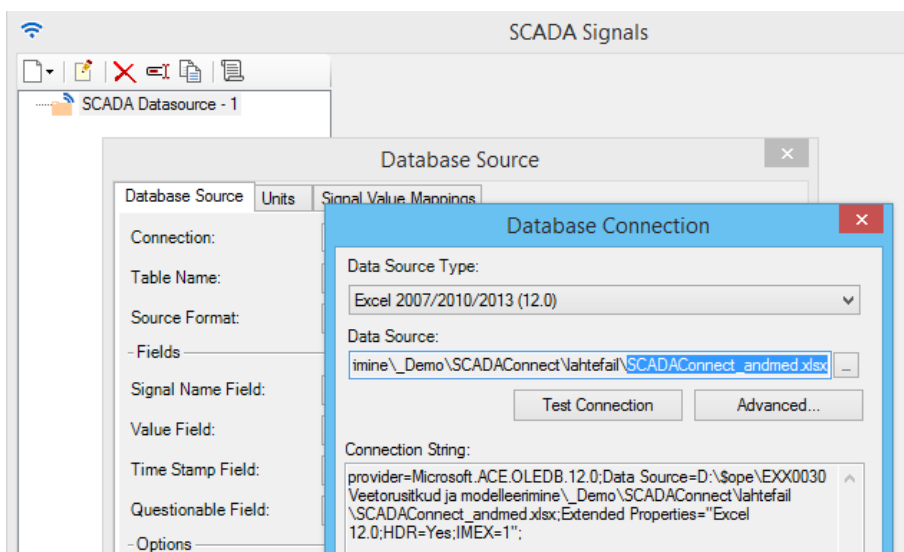 SCADA Signals
SCADA Datasource - 1
Database Source
Database Source Units Signal Value Mappings
Database Connection
Connection:
Table Name:
Source Format:
Fields
Signal Name Field:
Value Field:
Time Stamp Field:
Questionable Field:
Options
Data Source Type:
Excel 2007/2010/2013 (12.0)
Data Source:
imine\_Demo\SCADAConnect\lahtefail\SCADAConnect_andmed.xlsx ...
Test Connection Advanced...
Connection String:
provider=Microsoft.ACE.OLEDB.12.0;Data Source=D:\$ope\EXX0030
Veetorusitkud ja modelleerimine\_Demo\SCADAConnect\lahtefail
\SCADAConnect_andmed.xlsx;Extended Properties="Excel
12.0;HDR=Yes;IMEX=1";